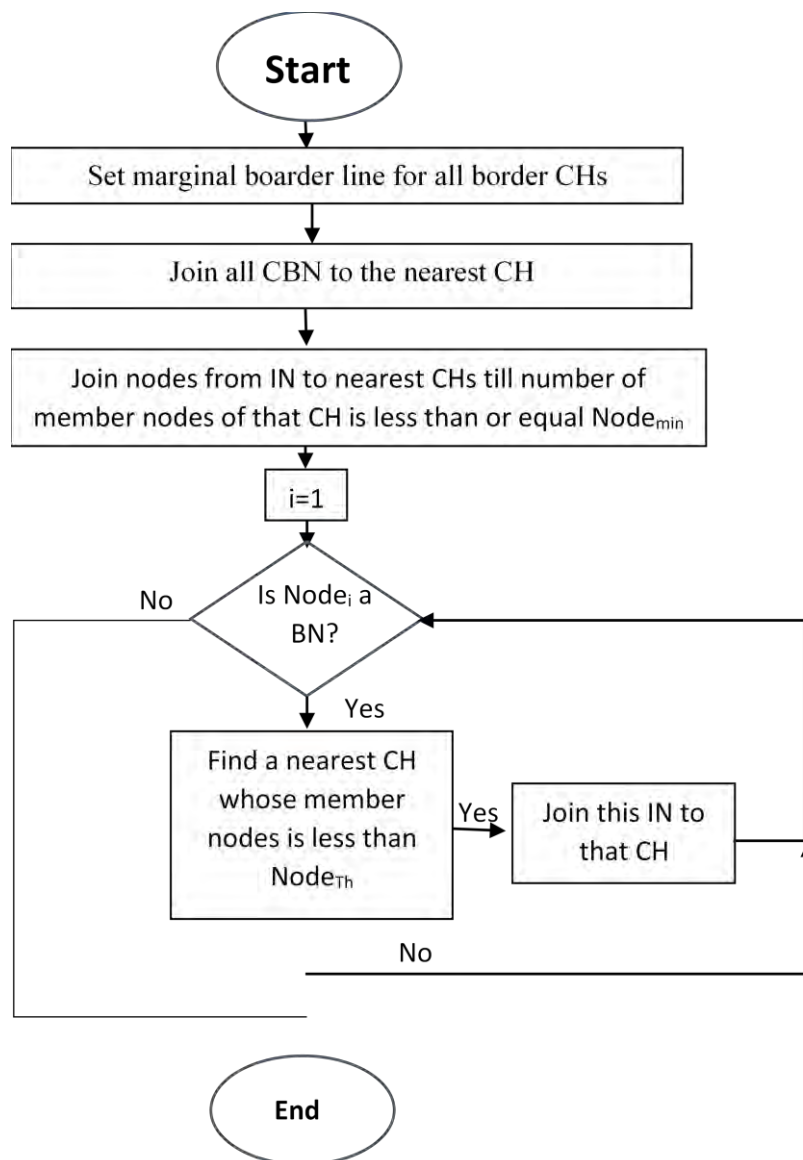 Start
Set marginal boarder line for all border CHs
Join all CBN to the nearest CH
Join nodes from IN to nearest CHs till number of
member nodes of that CH is less than or equal Nodemin
i=1
No
Is Nodei a
BN?
Yes
Find a nearest CH
whose member
nodes is less than
NodeTh
Yes
Join this IN to
that CH
No
End